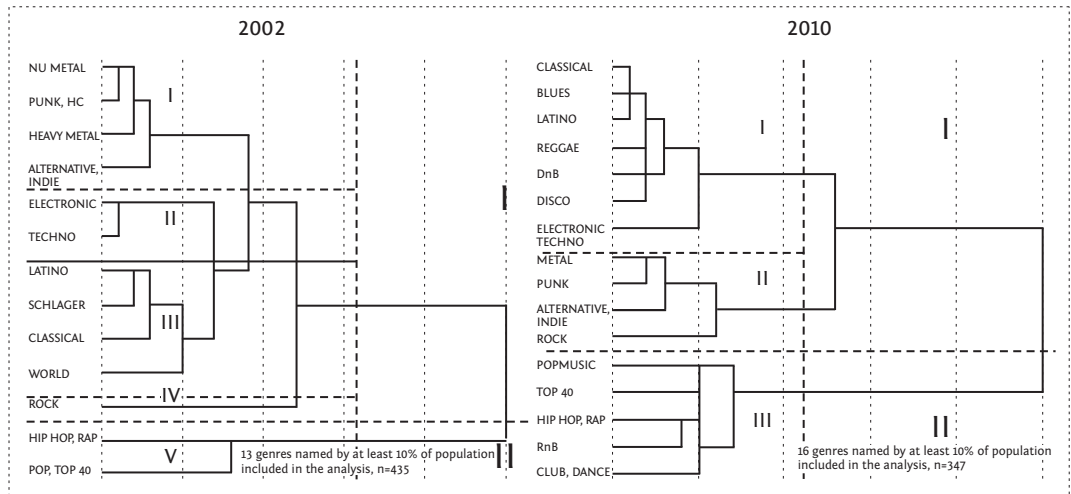 2002
NU METAL
I
PUNK, HC
HEAVY METAL
ALTERNATIVE,
INDIE
ELECTRONIC
II
I
TECHNO
LATINO
SCHLAGER
III
CLASSICAL
WORLD
IV
ROCK
HIP HOP, RAP
V
POP, TOP 40
13 genres named by at least 10% of population
included in the analysis, n=435
II
2010
CLASSICAL
BLUES
LATINO
I
I
REGGAE
DnB
DISCO
ELECTRONIC
TECHNO
METAL
II
PUNK
ALTERNATIVE,
INDIE
ROCK
POPMUSIC
TOP 40
HIP HOP, RAP
III
II
RnB
CLUB, DANCE
16 genres named by at least 10% of population
included in the analysis, n=347